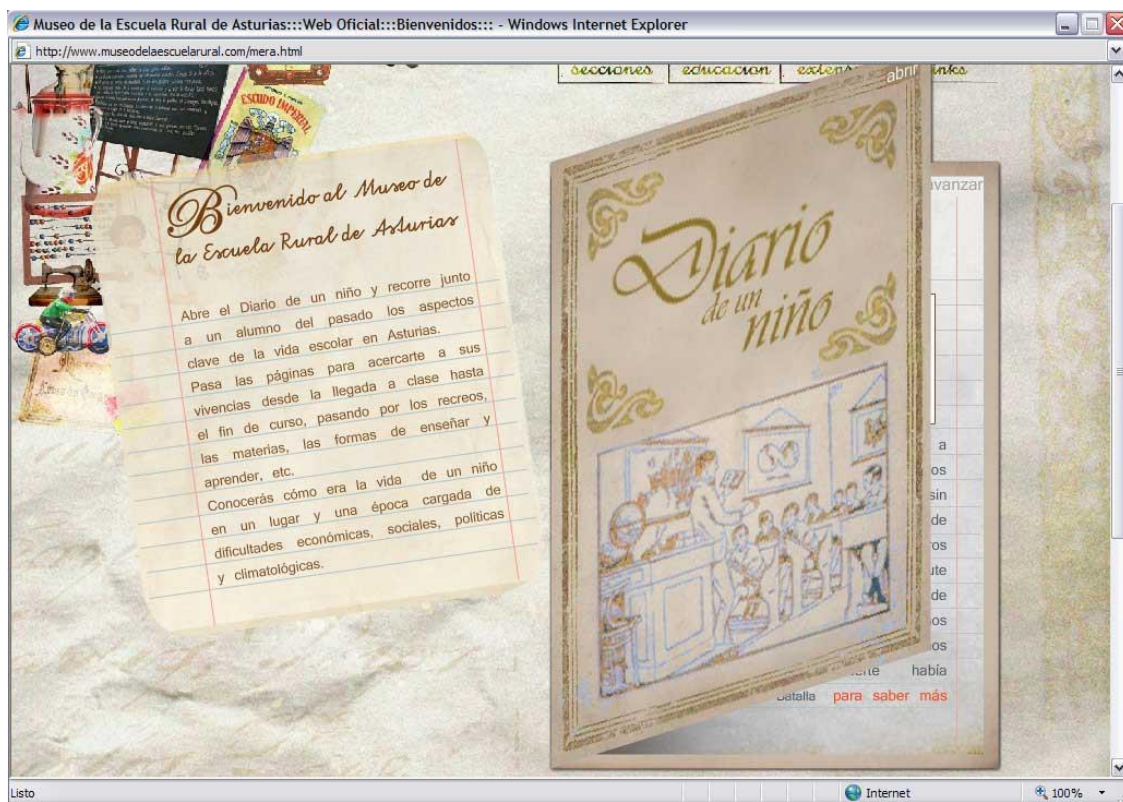 Museo de la Escuela Rural de Asturias:::Web Oficial:::Bienvenidos::: - Windows Internet Explorer
http://www.museodelaescuelarural.com/mera.html
secciones educacion
abrir
ESCUDO IMPERIAL
avanzar
Bienvenido al Museo de
la Escuela Rural de Asturias
Abre el Diario de un niño y recorre junto
a un alumno del pasado los aspectos
clave de la vida escolar en Asturias.
Pasa las páginas para acercarte a sus
vivencias desde la llegada a clase hasta
el fin de curso, pasando por los recreos,
las materias, las formas de enseñar y
aprender, etc.
Conocerás cómo era la vida de un niño
en un lugar y una época cargada de
dificultades económicas, sociales, políticas
y climatológicas.
Diario
de un
niño
a
sin
de
de
había
para saber más
Listo
Internet
100%